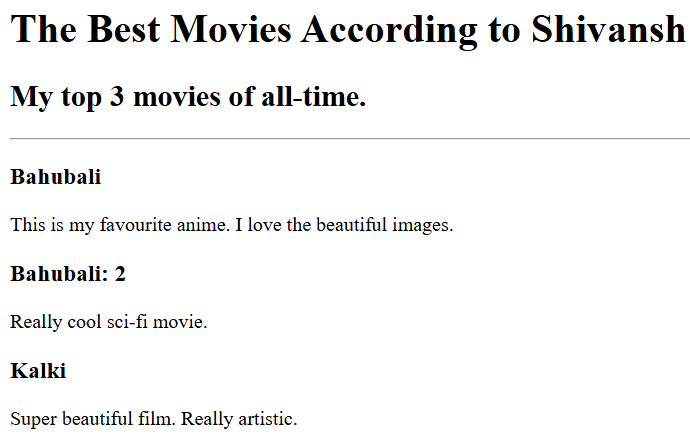 The Best Movies According to Shivansh
My top 3 movies of all-time.
Bahubali
This is my favourite anime. I love the beautiful images.
Bahubali: 2
Really cool sci-fi movie.
Kalki
Super beautiful film. Really artistic.